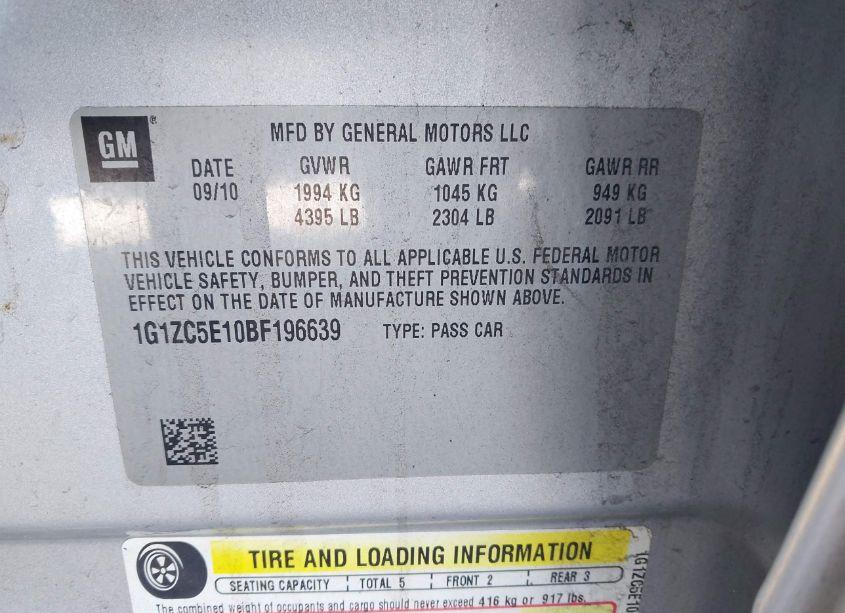 GM ®
MFD BY GENERAL MOTORS LLC
DATE GVWR GAWR FRT GAWR RR
09/10 1994 KG 1045 KG 949 KG
4395 LB 2304 LB 2091 LB
THIS VEHICLE CONFORMS TO ALL APPLICABLE U.S. FEDERAL MOTOR
VEHICLE SAFETY, BUMPER, AND THEFT PREVENTION STANDARDS IN
EFFECT ON THE DATE OF MANUFACTURE SHOWN ABOVE.
1G1ZC5E10BF196639 TYPE: PASS CAR
TIRE AND LOADING INFORMATION
SEATING CAPACITY TOTAL 5 FRONT 2 REAR 3
The combined weight of occupants and cargo should never exceed 416 kg or 917 lbs.
1G1ZC5E10